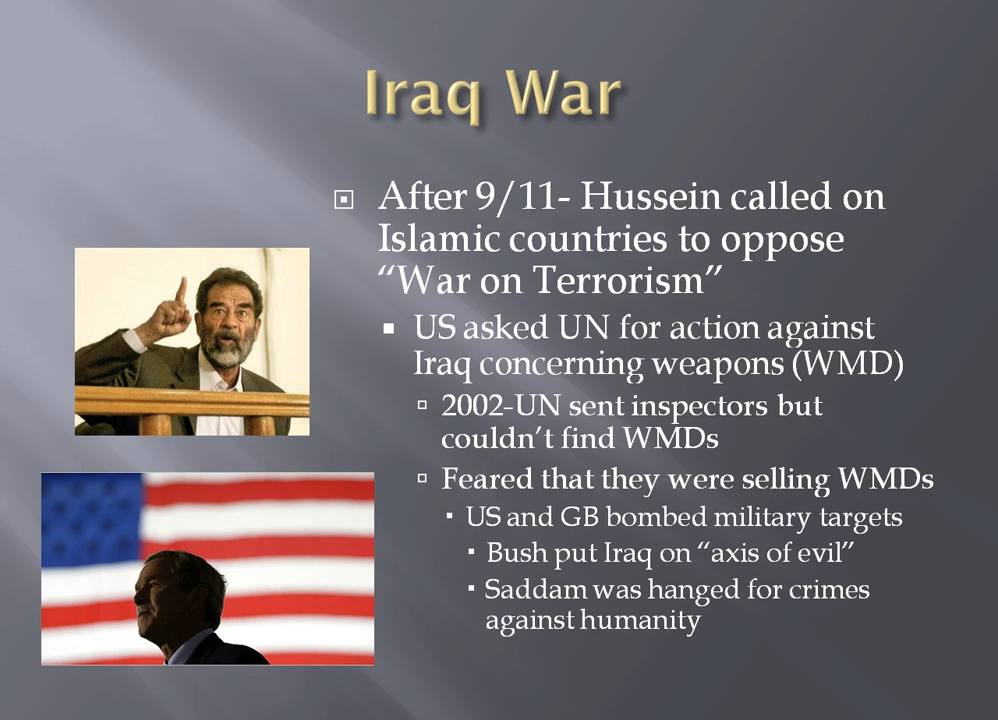 Iraq War
After 9/11- Hussein called on
Islamic countries to oppose
“War on Terrorism”
US asked UN for action against
Iraq concerning weapons (WMD)
2002-UN sent inspectors but
couldn’t find WMDs
Feared that they were selling WMDs
US and GB bombed military targets
Bush put Iraq on “axis of evil”
Saddam was hanged for crimes
against humanity